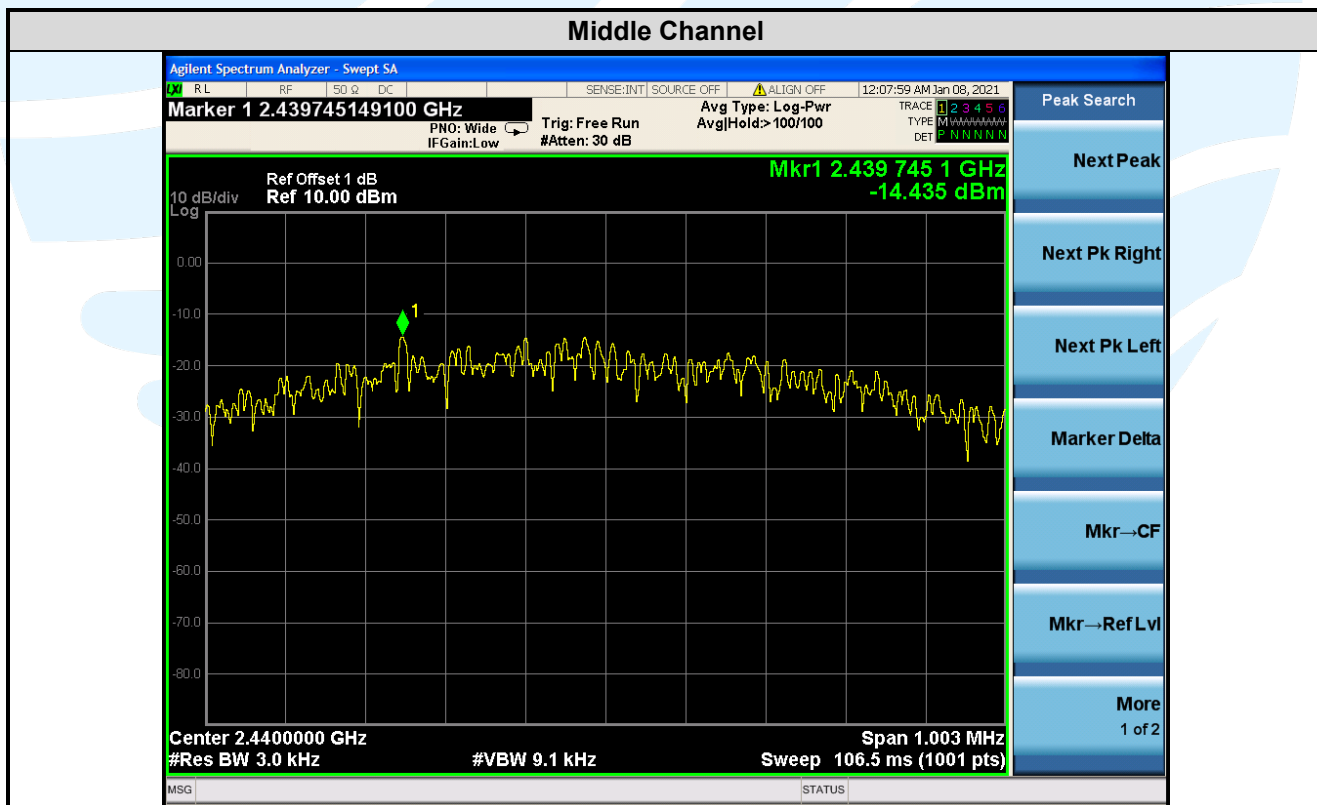 Middle Channel
Agilent Spectrum Analyzer - Swept SA
LXI RL RF 50 Ω DC SENSE:INT SOURCE OFF ALIGN OFF 12:07:59 AM Jan 08, 2021
Marker 1 2.439745149100 GHz
PNO: Wide
IFGain:Low
Trig: Free Run
#Atten: 30 dB
Avg Type: Log-Pwr
Avg|Hold:>100/100
TRACE 1 2 3 4 5 6
TYPE M
DET P N N N N N
Mkr1 2.439 745 1 GHz
-14.435 dBm
Ref Offset 1 dB
10 dB/div Ref 10.00 dBm
Log
1
0.00
-10.0
-20.0
-30.0
-40.0
-50.0
-60.0
-70.0
-80.0
Center 2.4400000 GHz Span 1.003 MHz
#Res BW 3.0 kHz #VBW 9.1 kHz Sweep 106.5 ms (1001 pts)
MSG STATUS
Peak Search
Next Peak
Next Pk Right
Next Pk Left
Marker Delta
Mkr→CF
Mkr→Ref Lvl
More
1 of 2